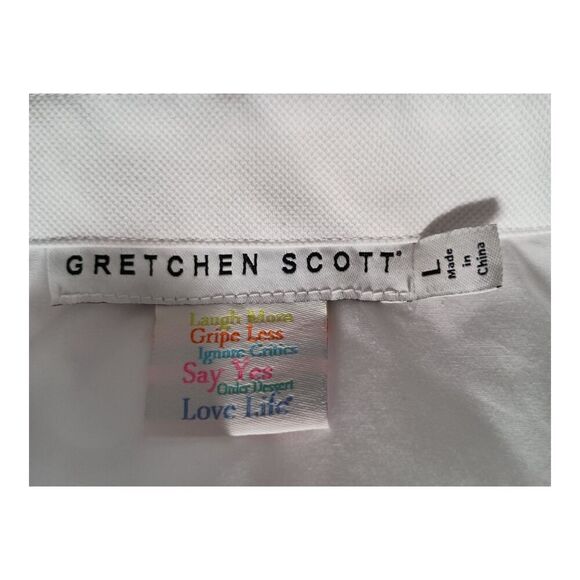 GRETCHEN SCOTT®
L
Made
in
China
Laugh More
Gripe Less
Ignore Critics
Say Yes
Order Dessert
Love Life®